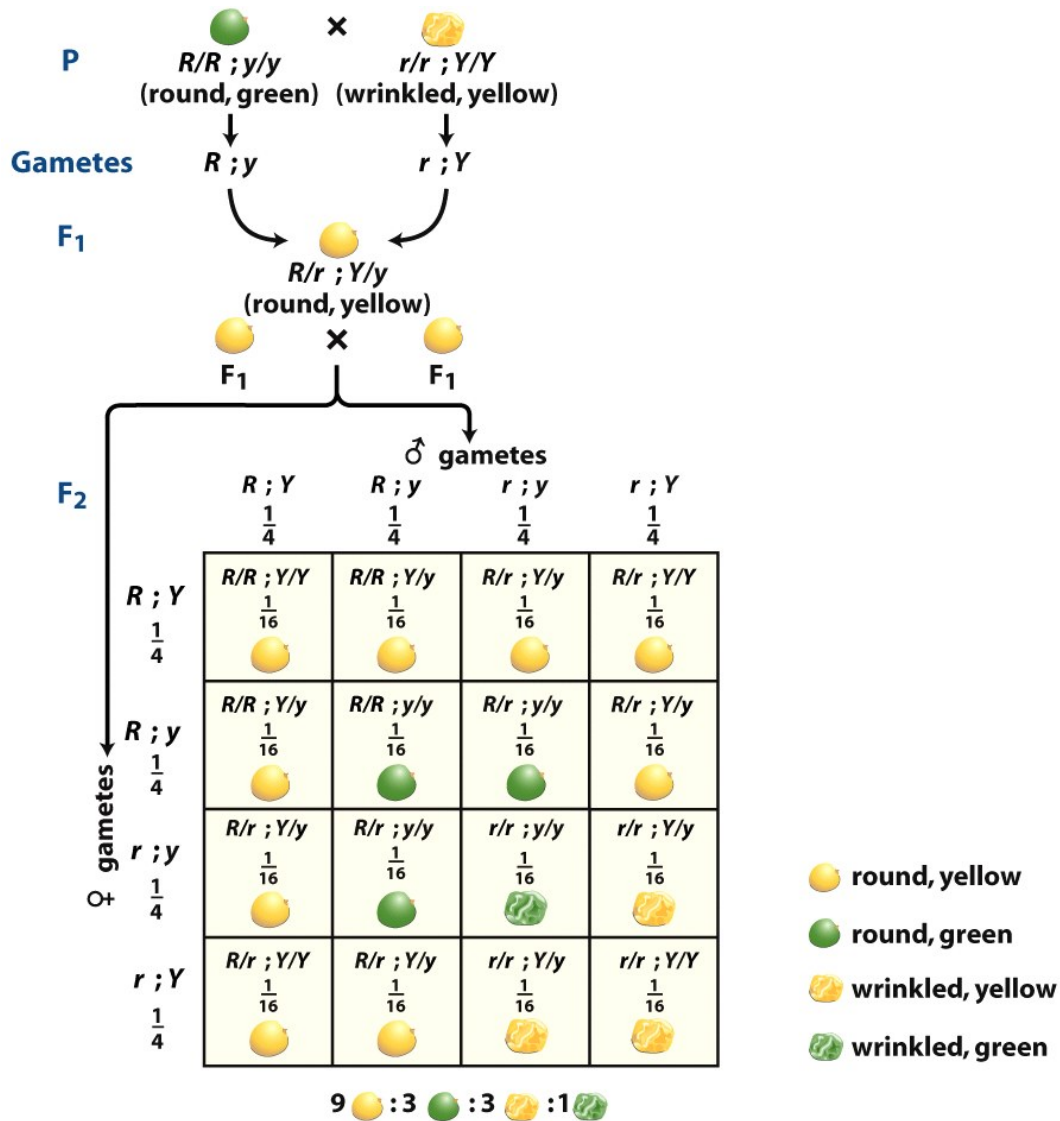 P
R/R ; y/y
(round, green)
r/r ; Y/Y
(wrinkled, yellow)
Gametes
R ; y
r ; Y
F1
R/r ; Y/y
(round, yellow)
F1
F1
F2
♂ gametes
R ; Y
R ; y
r ; y
r ; Y
1/4
1/4
1/4
1/4
♀ gametes
R ; Y
1/4
R/R ; Y/Y
R/R ; Y/y
R/r ; Y/y
R/r ; Y/Y
1/16
1/16
1/16
1/16
R ; y
1/4
R/R ; Y/y
R/R ; y/y
R/r ; y/y
R/r ; Y/y
1/16
1/16
1/16
1/16
r ; y
1/4
R/r ; Y/y
R/r ; y/y
r/r ; y/y
r/r ; Y/y
1/16
1/16
1/16
1/16
r ; Y
1/4
R/r ; Y/Y
R/r ; Y/y
r/r ; Y/y
r/r ; Y/Y
1/16
1/16
1/16
1/16
round, yellow
round, green
wrinkled, yellow
wrinkled, green
9 : 3 : 3 : 1